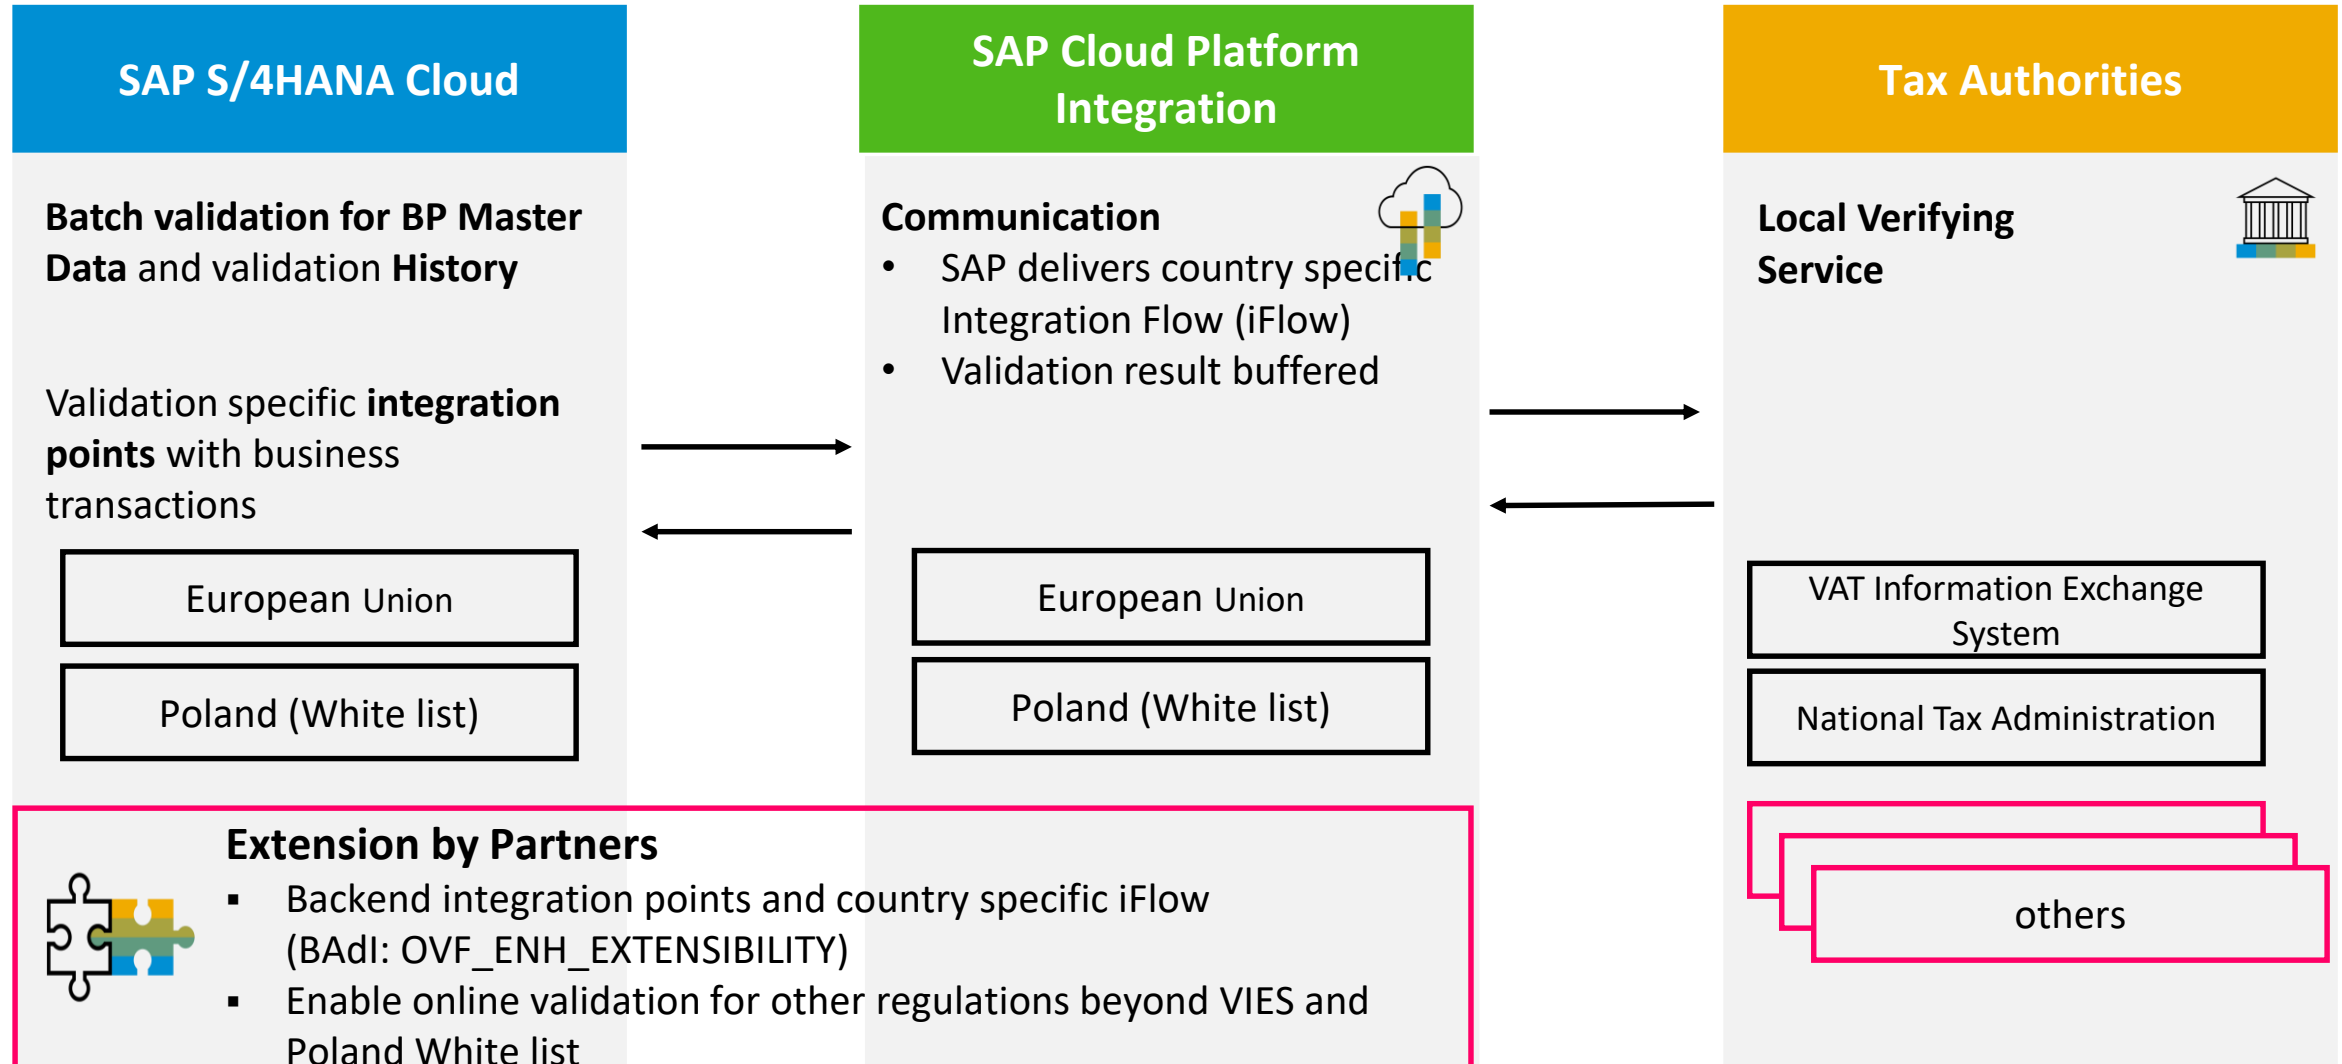 SAP S/4HANA Cloud
Batch validation for BP Master
Data and validation History
Validation specific integration
points with business
transactions
European Union
Poland (White list)
SAP Cloud Platform
Integration
Communication
• SAP delivers country specific
Integration Flow (iFlow)
• Validation result buffered
European Union
Poland (White list)
Tax Authorities
Local Verifying
Service
VAT Information Exchange
System
National Tax Administration
others
Extension by Partners
▪ Backend integration points and country specific iFlow
(BAdI: OVF_ENH_EXTENSIBILITY)
▪ Enable online validation for other regulations beyond VIES and
Poland White list